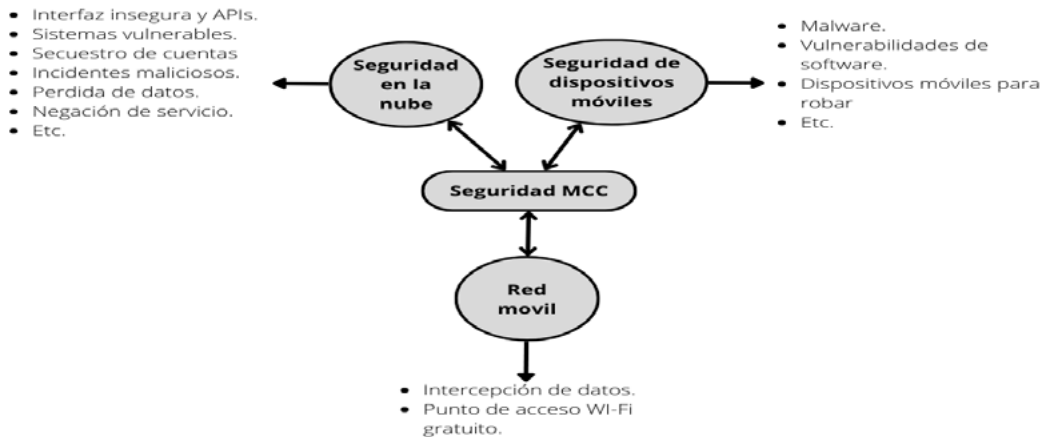 Interfaz insegura y APIs.
Sistemas vulnerables.
Secuestro de cuentas
Incidentes maliciosos.
Perdida de datos.
Negación de servicio.
Etc.
Seguridad
en la
nube
Seguridad de
dispositivos
móviles
Malware.
Vulnerabilidades de
software.
Dispositivos móviles para
robar
Etc.
Seguridad MCC
Red
movil
Intercepción de datos.
Punto de acceso WI-Fi
gratuito.